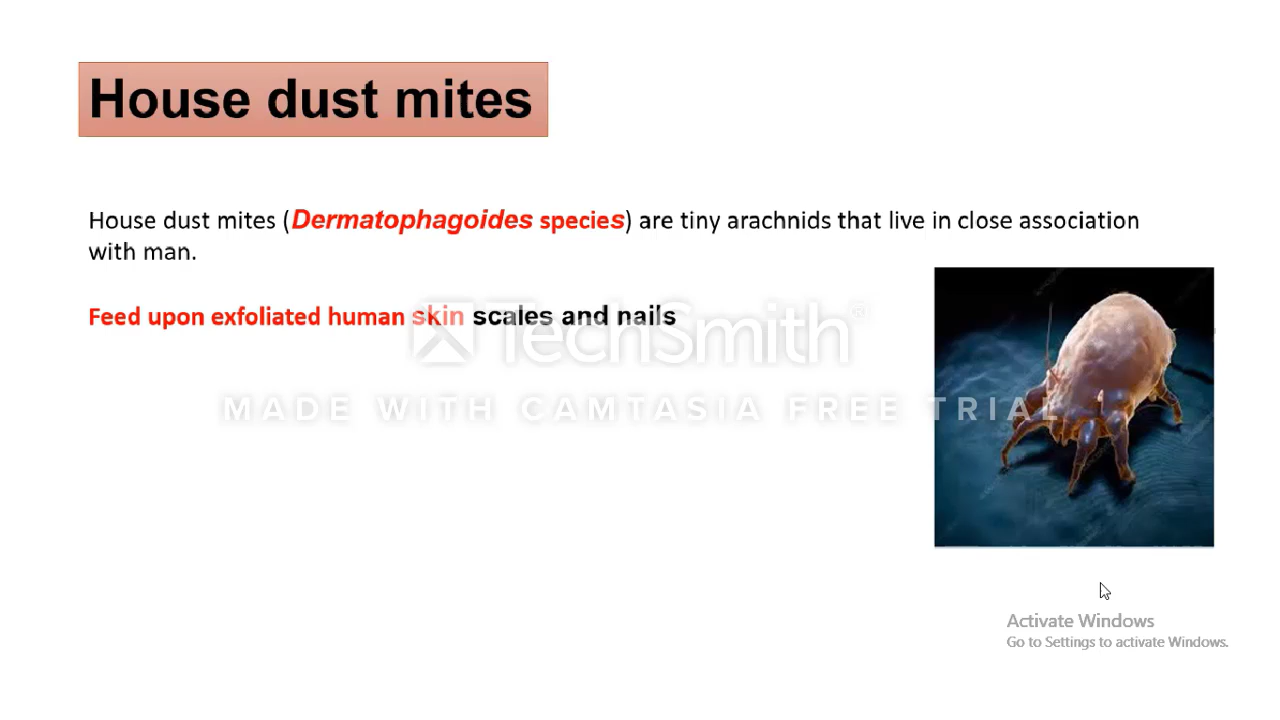 House dust mites
House dust mites (Dermatophagoides species) are tiny arachnids that live in close association
with man.
Feed upon exfoliated human skin scales and nails
TechSmith®
MADE WITH CAMTASIA FREE TRIAL
Activate Windows
Go to Settings to activate Windows.